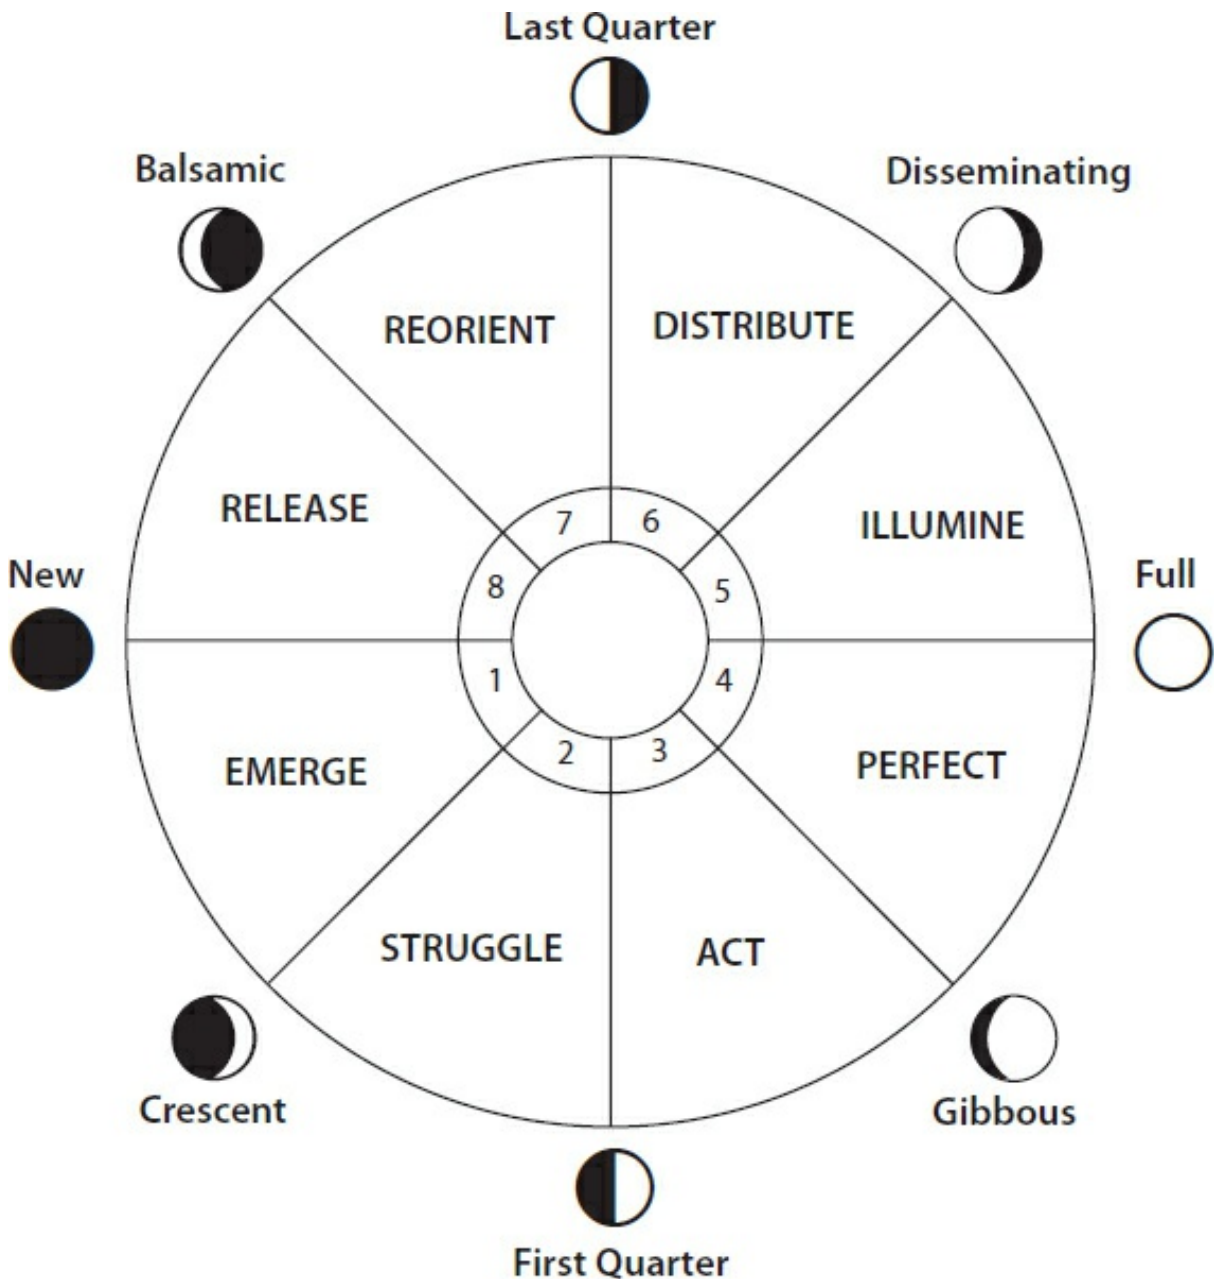 Last Quarter
Balsamic
Disseminating
REORIENT
DISTRIBUTE
RELEASE
ILLUMINE
7
6
8
5
New
Full
1
4
2
3
EMERGE
PERFECT
STRUGGLE
ACT
Crescent
Gibbous
First Quarter